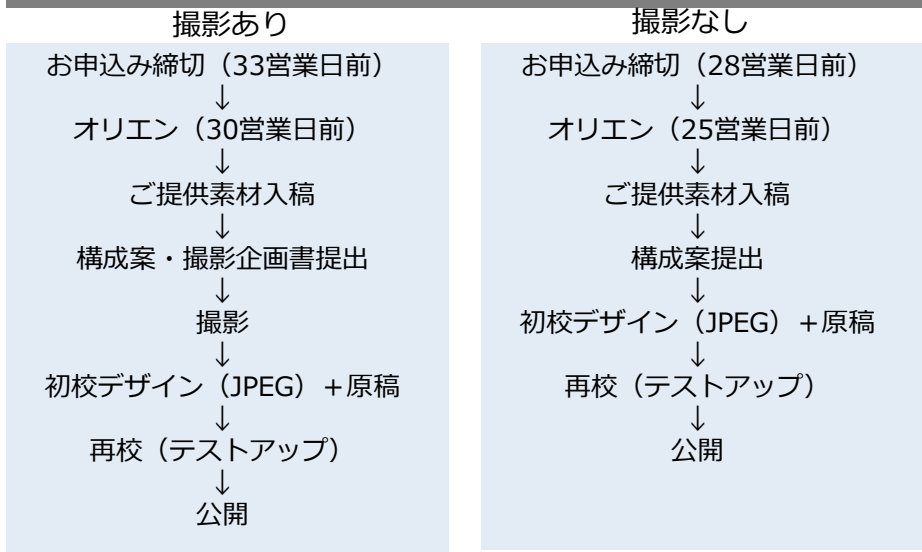 撮影あり
お申込み締切（33営業日前）
↓
オリエン（30営業日前）
↓
ご提供素材入稿
↓
構成案・撮影企画書提出
↓
撮影
↓
初校デザイン（JPEG）＋原稿
↓
再校（テストアップ）
↓
公開
撮影なし
お申込み締切（28営業日前）
↓
オリエン（25営業日前）
↓
ご提供素材入稿
↓
構成案提出
↓
初校デザイン（JPEG）＋原稿
↓
再校（テストアップ）
↓
公開